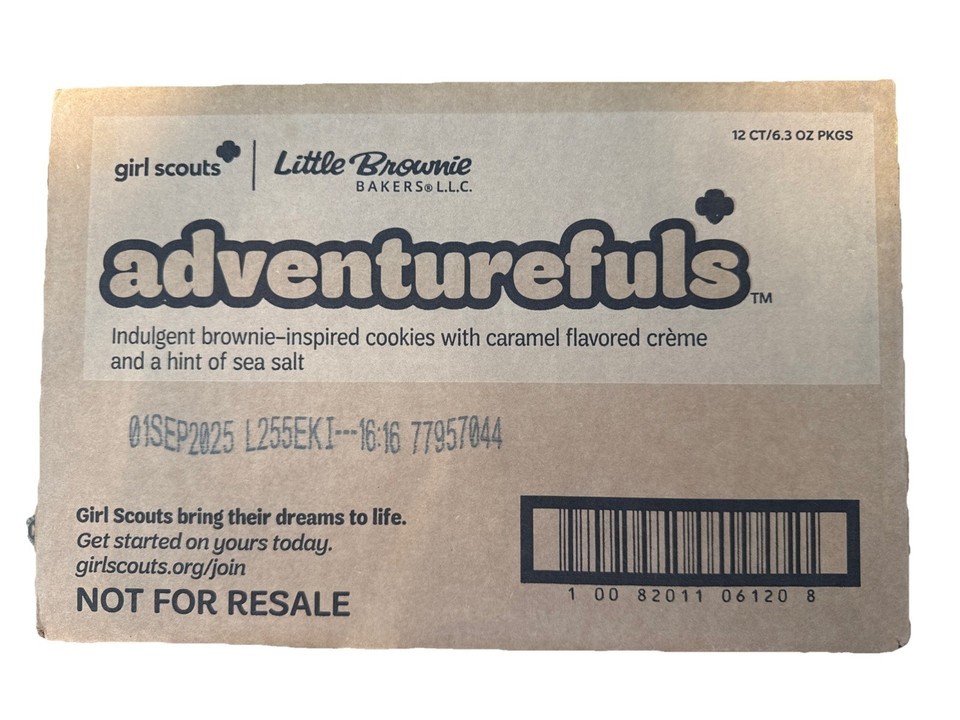 12 CT/6.3 OZ PKGS
girl scouts
Little Brownie
BAKERS® L.L.C.
adventurefuls™
Indulgent brownie-inspired cookies with caramel flavored crème
and a hint of sea salt
01SEP2025 L255EKI---16:16 77957044
Girl Scouts bring their dreams to life.
Get started on yours today.
girlscouts.org/join
NOT FOR RESALE
1 00 82011 06120 8